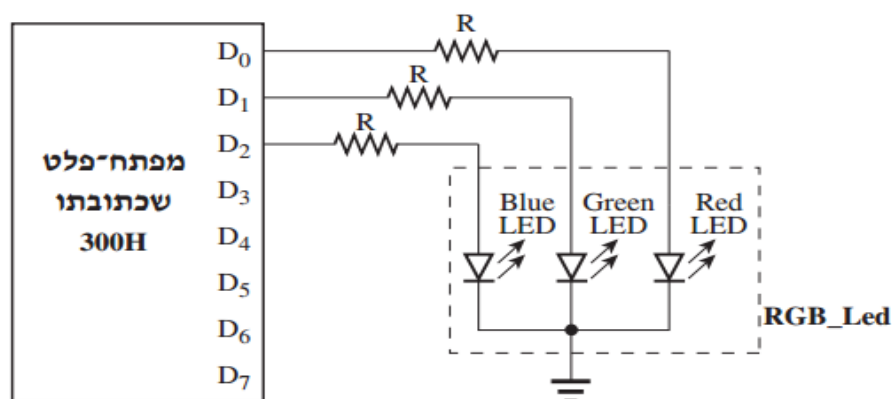 R
D0
R
D1
R
D2
מפתח־פלט
שכתובתו
300H
D3
D4
D5
D6
D7
Blue
LED
Green
LED
Red
LED
RGB_Led